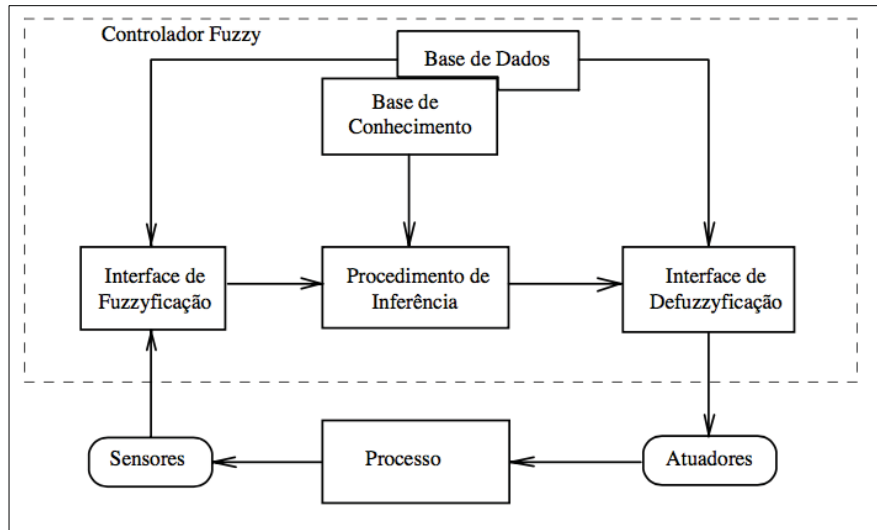 Controlador Fuzzy
Base de Dados
Base de
Conhecimento
Interface de
Fuzzyficação
Procedimento de
Inferência
Interface de
Defuzzyficação
Sensores
Processo
Atuadores